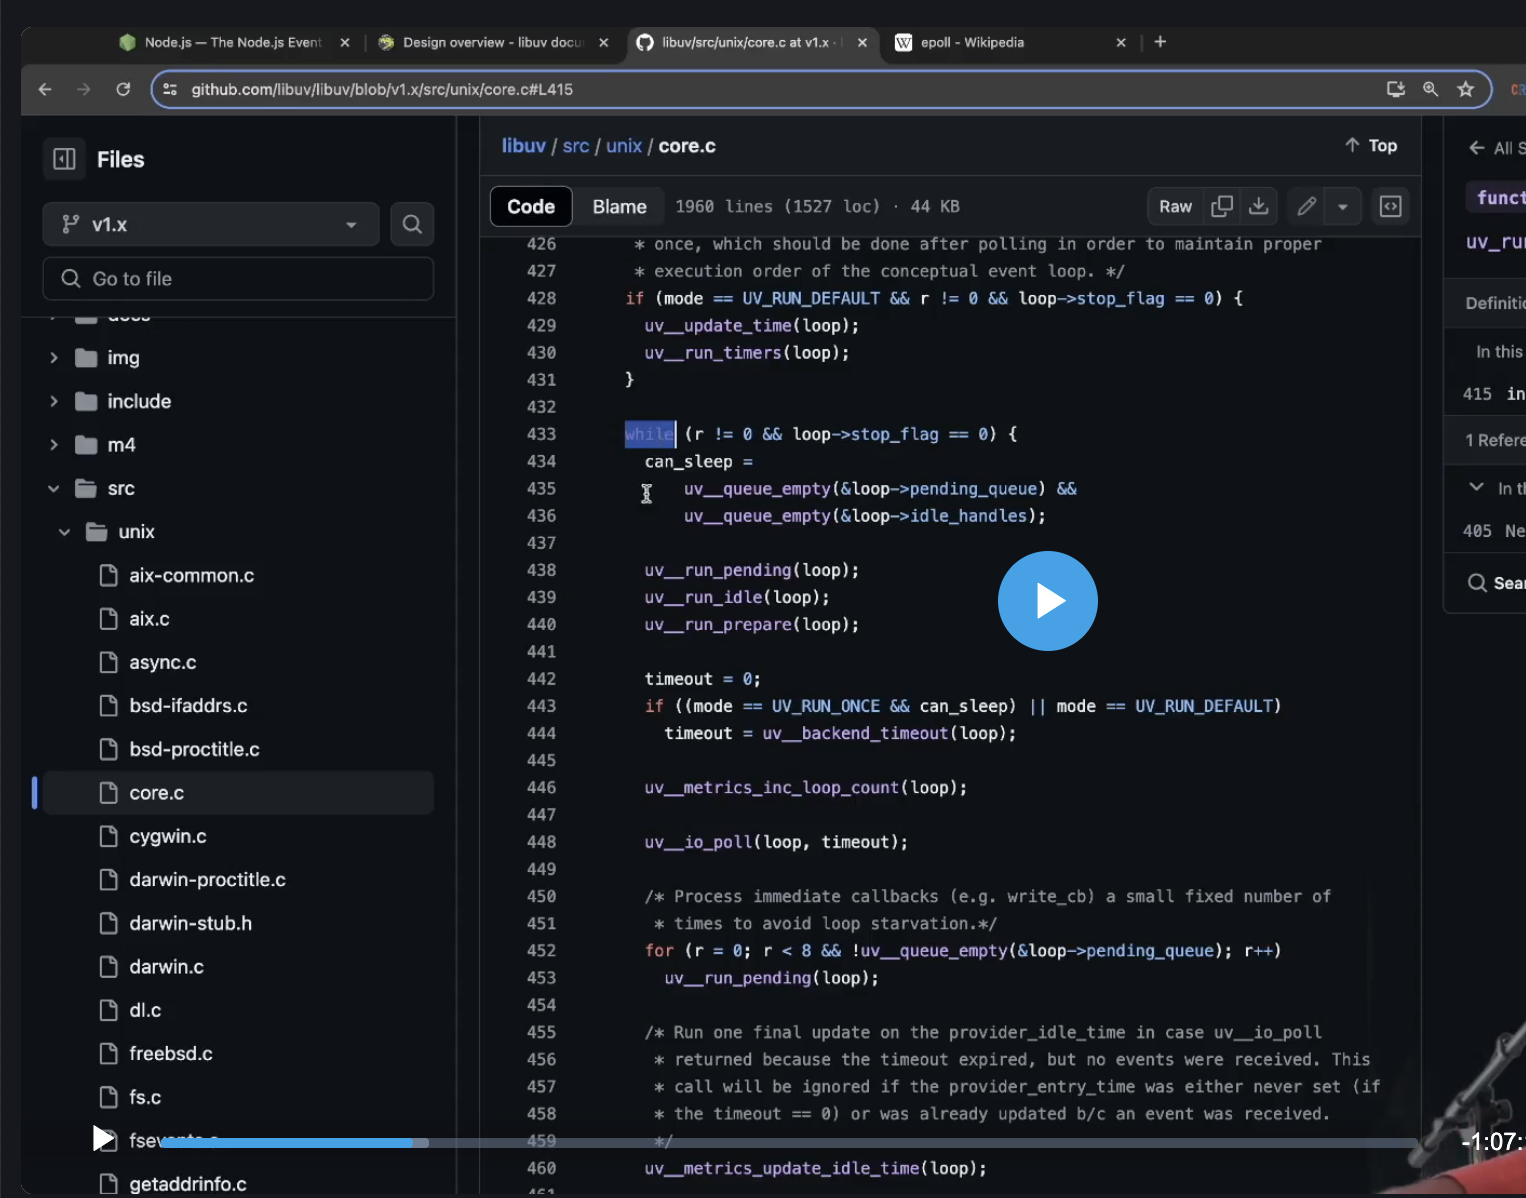 Node.js — The Node.js Event
Design overview - libuv docu
libuv/src/unix/core.c at v1.x ·
epoll - Wikipedia
github.com/libuv/libuv/blob/v1.x/src/unix/core.c#L415
Files
v1.x
Go to file
docs
img
include
m4
src
unix
aix-common.c
aix.c
async.c
bsd-ifaddrs.c
bsd-proctitle.c
core.c
cygwin.c
darwin-proctitle.c
darwin-stub.h
darwin.c
dl.c
freebsd.c
fs.c
fsevents.c
getaddrinfo.c
libuv / src / unix / core.c
Top
Code Blame 1960 lines (1527 loc) · 44 KB
Raw
426 * once, which should be done after polling in order to maintain proper
427 * execution order of the conceptual event loop. */
428 if (mode == UV_RUN_DEFAULT && r != 0 && loop->stop_flag == 0) {
429 uv__update_time(loop);
430 uv__run_timers(loop);
431 }
432
433 while (r != 0 && loop->stop_flag == 0) {
434 can_sleep =
435 uv__queue_empty(&loop->pending_queue) &&
436 uv__queue_empty(&loop->idle_handles);
437
438 uv__run_pending(loop);
439 uv__run_idle(loop);
440 uv__run_prepare(loop);
441
442 timeout = 0;
443 if ((mode == UV_RUN_ONCE && can_sleep) || mode == UV_RUN_DEFAULT)
444 timeout = uv__backend_timeout(loop);
445
446 uv__metrics_inc_loop_count(loop);
447
448 uv__io_poll(loop, timeout);
449
450 /* Process immediate callbacks (e.g. write_cb) a small fixed number of
451 * times to avoid loop starvation.*/
452 for (r = 0; r < 8 && !uv__queue_empty(&loop->pending_queue); r++)
453 uv__run_pending(loop);
454
455 /* Run one final update on the provider_idle_time in case uv__io_poll
456 * returned because the timeout expired, but no events were received. This
457 * call will be ignored if the provider_entry_time was either never set (if
458 * the timeout == 0) or was already updated b/c an event was received.
459 */
460 uv__metrics_update_idle_time(loop);
461
All S
funct
uv_ru
Definitio
In this
415 in
1 Refere
In th
405 Ne
Sear
-1:07: